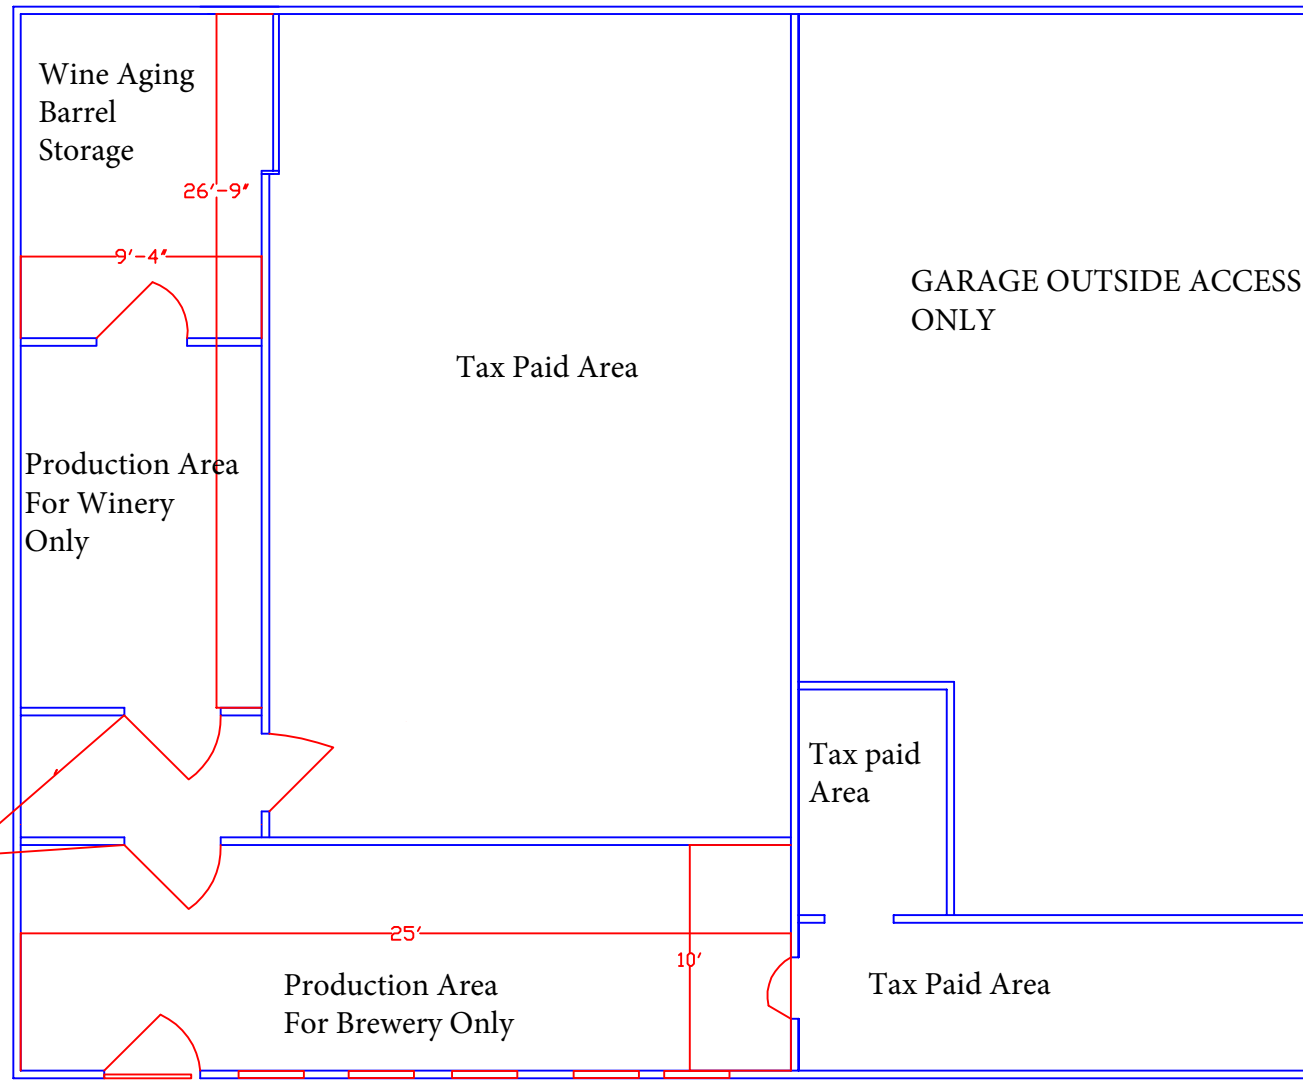 Wine Aging
Barrel
Storage
26'-9"
9'-4"
GARAGE OUTSIDE ACCESS
ONLY
Tax Paid Area
Production Area
For Winery
Only
Tax paid
Area
25'
10'
Production Area
For Brewery Only
Tax Paid Area